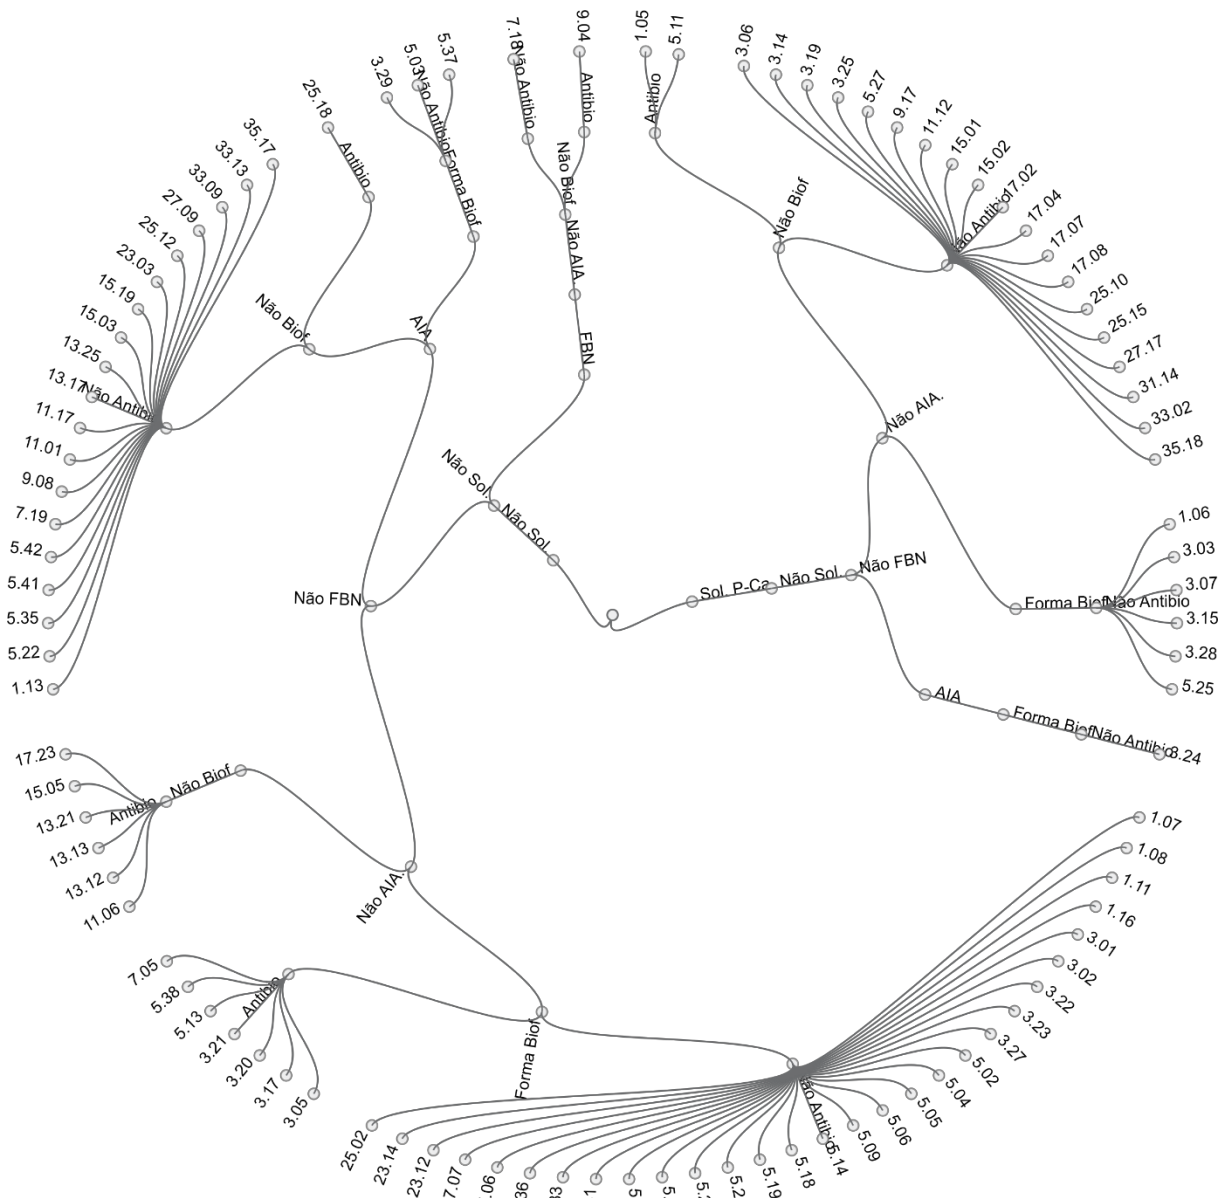 9.04
Antibio
7.18
Não Antibio
Não Biof
Não AIA.
FBN
5.37
5.03
3.29
Não Antibio
Forma Biof
AIA
25.18
Antibio
Não Biof
35.17
33.13
33.09
27.09
25.12
23.03
15.19
15.03
13.25
13.17
Não Antibio
11.17
11.01
9.08
7.19
5.42
5.41
5.35
5.22
1.13
1.05
5.11
Antibio
Não Biof
3.06
3.14
3.19
3.25
5.27
9.17
11.12
15.01
15.02
17.02
Não Antibio
17.04
17.07
17.08
25.10
25.15
27.17
31.14
33.02
35.18
Não AIA.
Não Sol.
Não Sol.
Sol. P-Ca
Não Sol.
Não FBN
1.06
3.03
3.07
Forma Biof
Não Antibio
3.15
3.28
5.25
AIA
Forma Biof
Não Antibio
3.24
Não FBN
17.23
15.05
13.21
13.13
13.12
11.06
Antibio
Não Biof
Não AIA.
7.05
5.38
5.13
3.21
3.20
3.17
3.05
Antibio
Forma Biof
1.07
1.08
1.11
1.16
3.01
3.02
3.22
3.23
3.27
5.02
5.04
5.05
5.06
5.09
5.14
Não Antibio
5.18
5.19
23.12
23.14
25.02